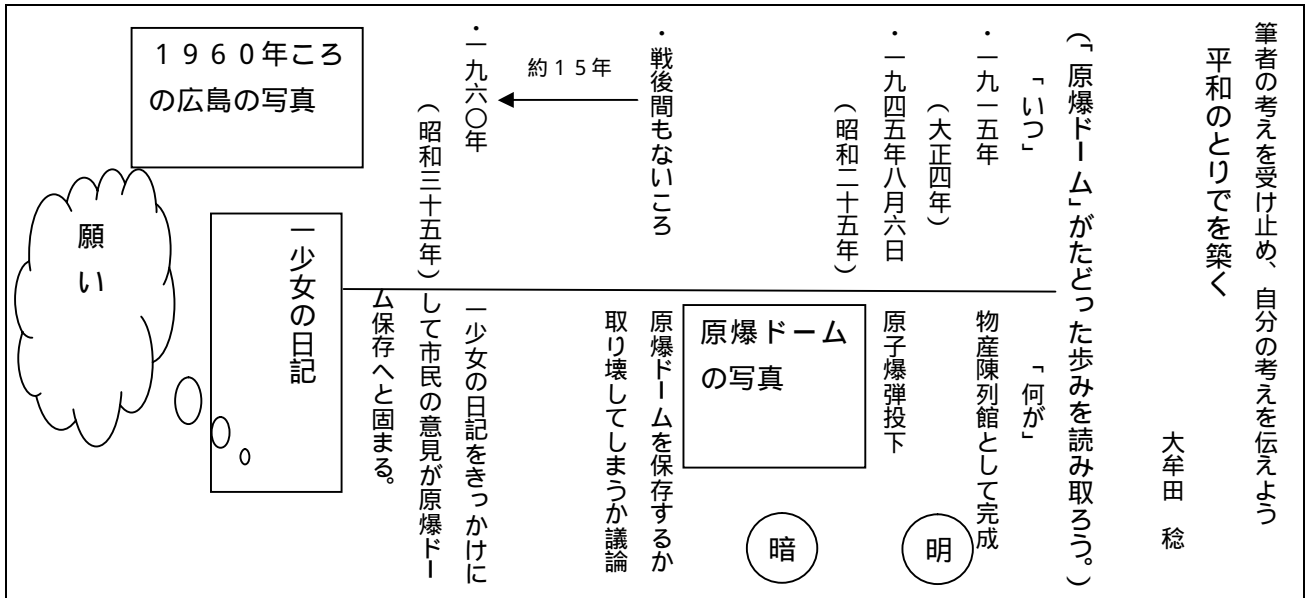 筆者の考えを受け止め、自分の考えを伝えよう
平和のとりでを築く
大牟田　稔
（「原爆ドーム」がたどった歩みを読み取ろう。）
「いつ」
「何が」
・一九一五年
（大正四年）
物産陳列館として完成
明
・一九四五年八月六日
（昭和二十五年）
原子爆弾投下
暗
原爆ドーム
の写真
・戦後間もないころ
原爆ドームを保存するか
取り壊してしまうか議論
約１５年
・一九六〇年
（昭和三十五年）
一少女の日記をきっかけに
して市民の意見が原爆ドー
ム保存へと固まる。
１９６０年ころ
の広島の写真
一少女の日記
願い